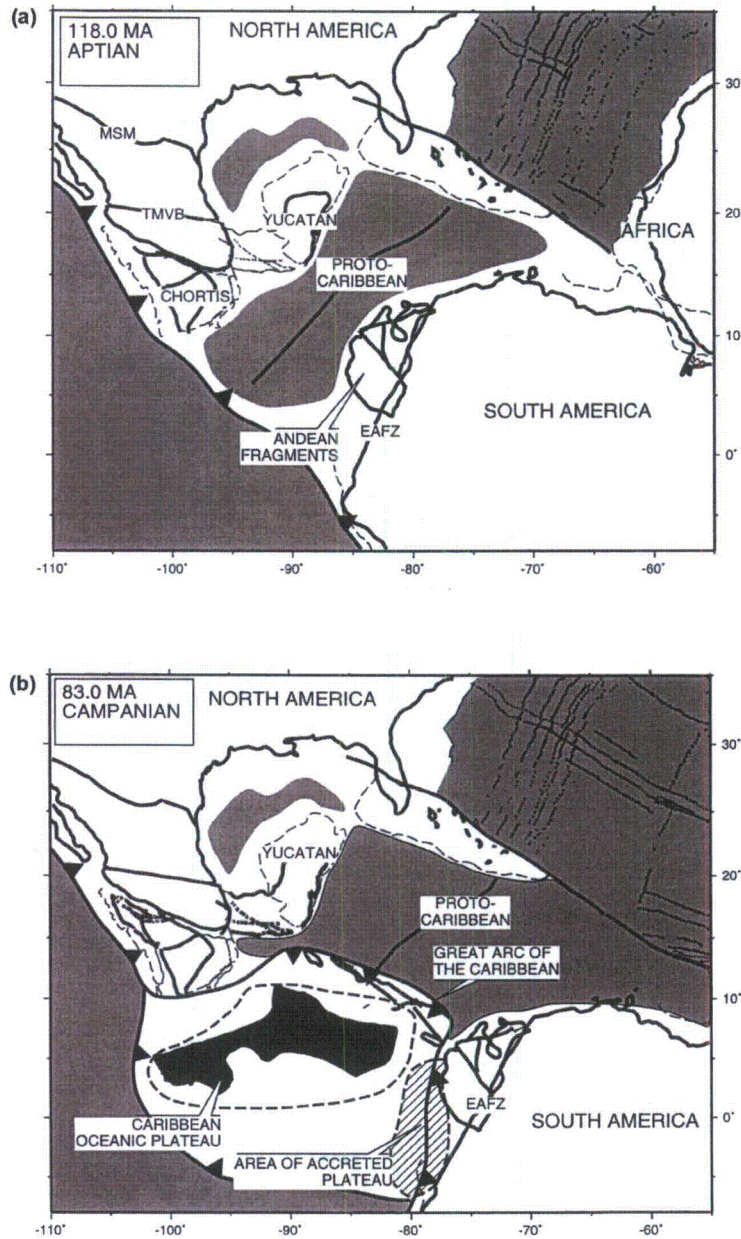 (a)
118.0 MA
APTIAN
NORTH AMERICA
MSM
TMVB
YUCATAN
CHORTIS
PROTO-
CARIBBEAN
AFRICA
ANDEAN
FRAGMENTS
EAFZ
SOUTH AMERICA
30°
20°
10°
0°
-110°
-100°
-90°
-80°
-70°
-60°
(b)
83.0 MA
CAMPANIAN
NORTH AMERICA
YUCATAN
PROTO-
CARIBBEAN
GREAT ARC OF
THE CARIBBEAN
CARIBBEAN
OCEANIC PLATEAU
EAFZ
SOUTH AMERICA
AREA OF ACCRETED
PLATEAU
30°
20°
10°
0°
-110°
-100°
-90°
-80°
-70°
-60°